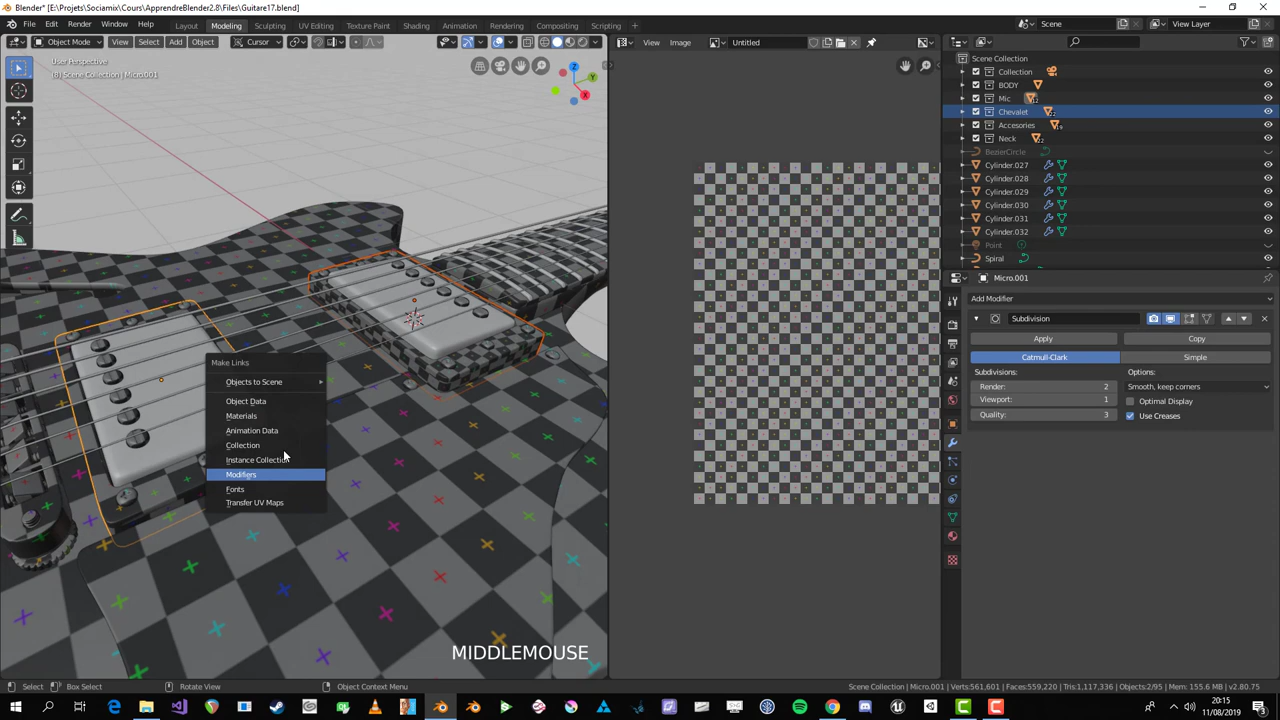 Blender* [E:\Projets\Sociamix\Cours\ApprendreBlender2.8\Files\Guitare17.blend]
File Edit Render Window Help Layout Modeling Sculpting UV Editing Texture Paint Shading Animation Rendering Compositing Scripting + Scene View Layer
Object Mode View Select Add Object Cursor View Image Untitled
User Perspective
(8) Scene Collection | Micro.001
Z
Y
X
Scene Collection
Collection
BODY
Mic
12
Chevalet
22
Accesories
19
Neck
22
BezierCircle
Cylinder.027
Cylinder.028
Cylinder.029
Cylinder.030
Cylinder.031
Cylinder.032
Point
Spiral
Micro.001
Add Modifier
Subdivision
Apply Copy
Catmull-Clark Simple
Subdivisions: Options:
Render: 2 Smooth, keep corners
Viewport: 1 Optimal Display
Quality: 3 Use Creases
Make Links
Objects to Scene
Object Data
Materials
Animation Data
Collection
Instance Collection
Modifiers
Fonts
Transfer UV Maps
MIDDLEMOUSE
Select Box Select Rotate View Object Context Menu Scene Collection | Micro.001 | Verts:561,601 | Faces:559,220 | Tris:1,117,336 | Objects:2/95 | Mem: 155.6 MB | v2.80.75
20:15
11/08/2019